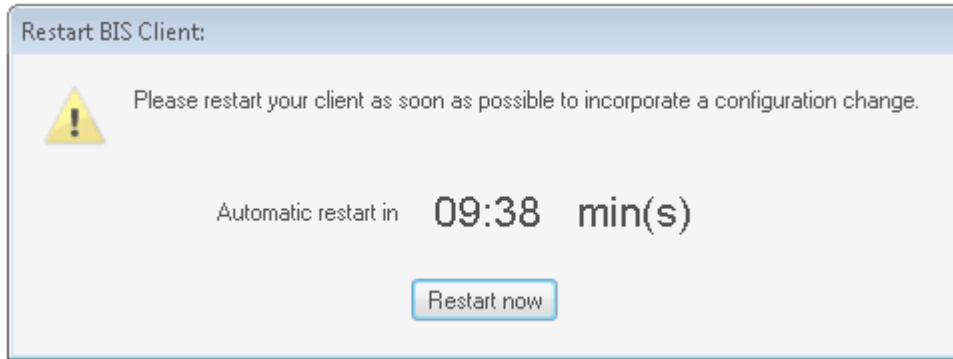 Restart BIS Client:
Please restart your client as soon as possible to incorporate a configuration change.
Automatic restart in 09:38 min(s)
Restart now